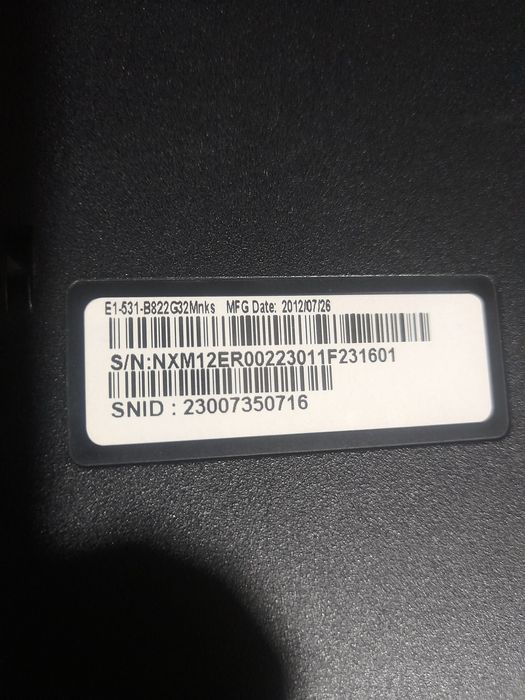 E1-531-B822G32Mnks MFG Date: 2012/07/26
S/N:NXM12ER00223011F231601
SNID : 23007350716